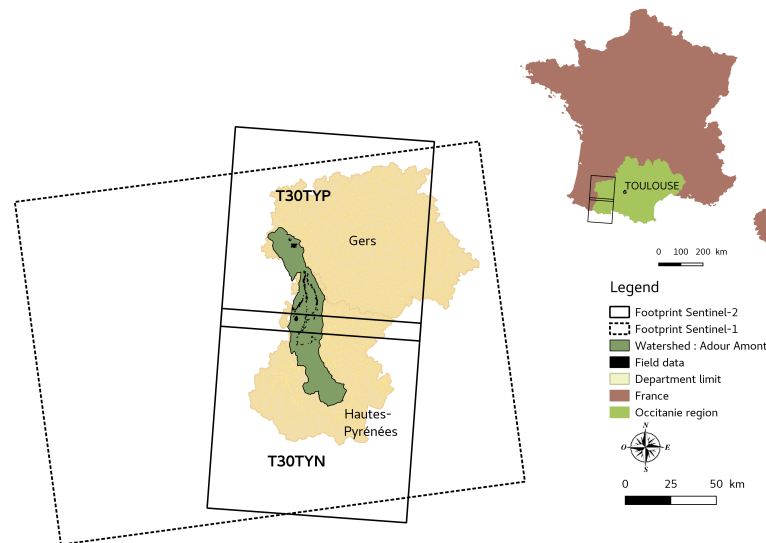 T30TYP
Gers
Hautes-
Pyrénées
T30TYN
TOULOUSE
0 100 200 km
Legend
Footprint Sentinel-2
Footprint Sentinel-1
Watershed : Adour Amont
Field data
Department limit
France
Occitanie region
N
O E
S
0 25 50 km